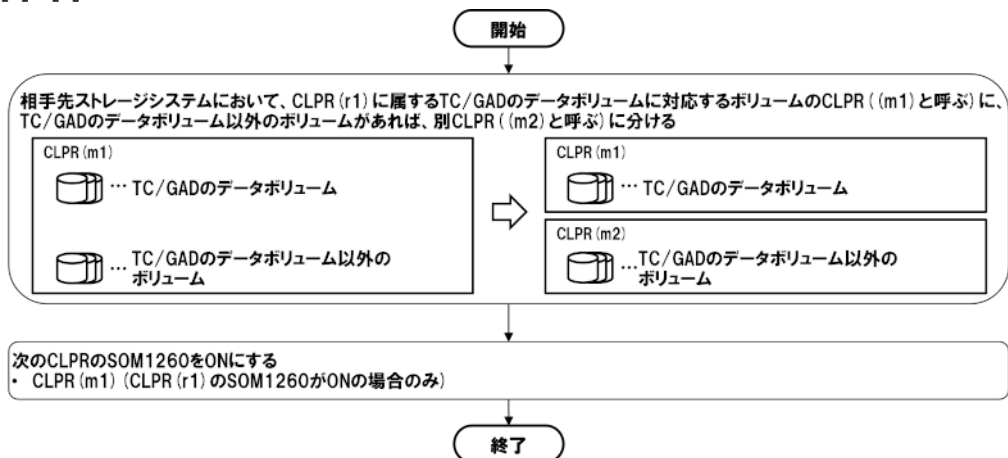 開始
相手先ストレージシステムにおいて、CLPR(r1)に属するTC/GADのデータボリュームに対応するボリュームのCLPR((m1)と呼ぶ)に、
TC/GADのデータボリューム以外のボリュームがあれば、別CLPR((m2)と呼ぶ)に分ける
CLPR(m1)
… TC/GADのデータボリューム
… TC/GADのデータボリューム以外の
ボリューム
CLPR(m1)
… TC/GADのデータボリューム
CLPR(m2)
…TC/GADのデータボリューム以外の
ボリューム
次のCLPRのSOM1260をONにする
• CLPR(m1) (CLPR(r1)のSOM1260がONの場合のみ)
終了